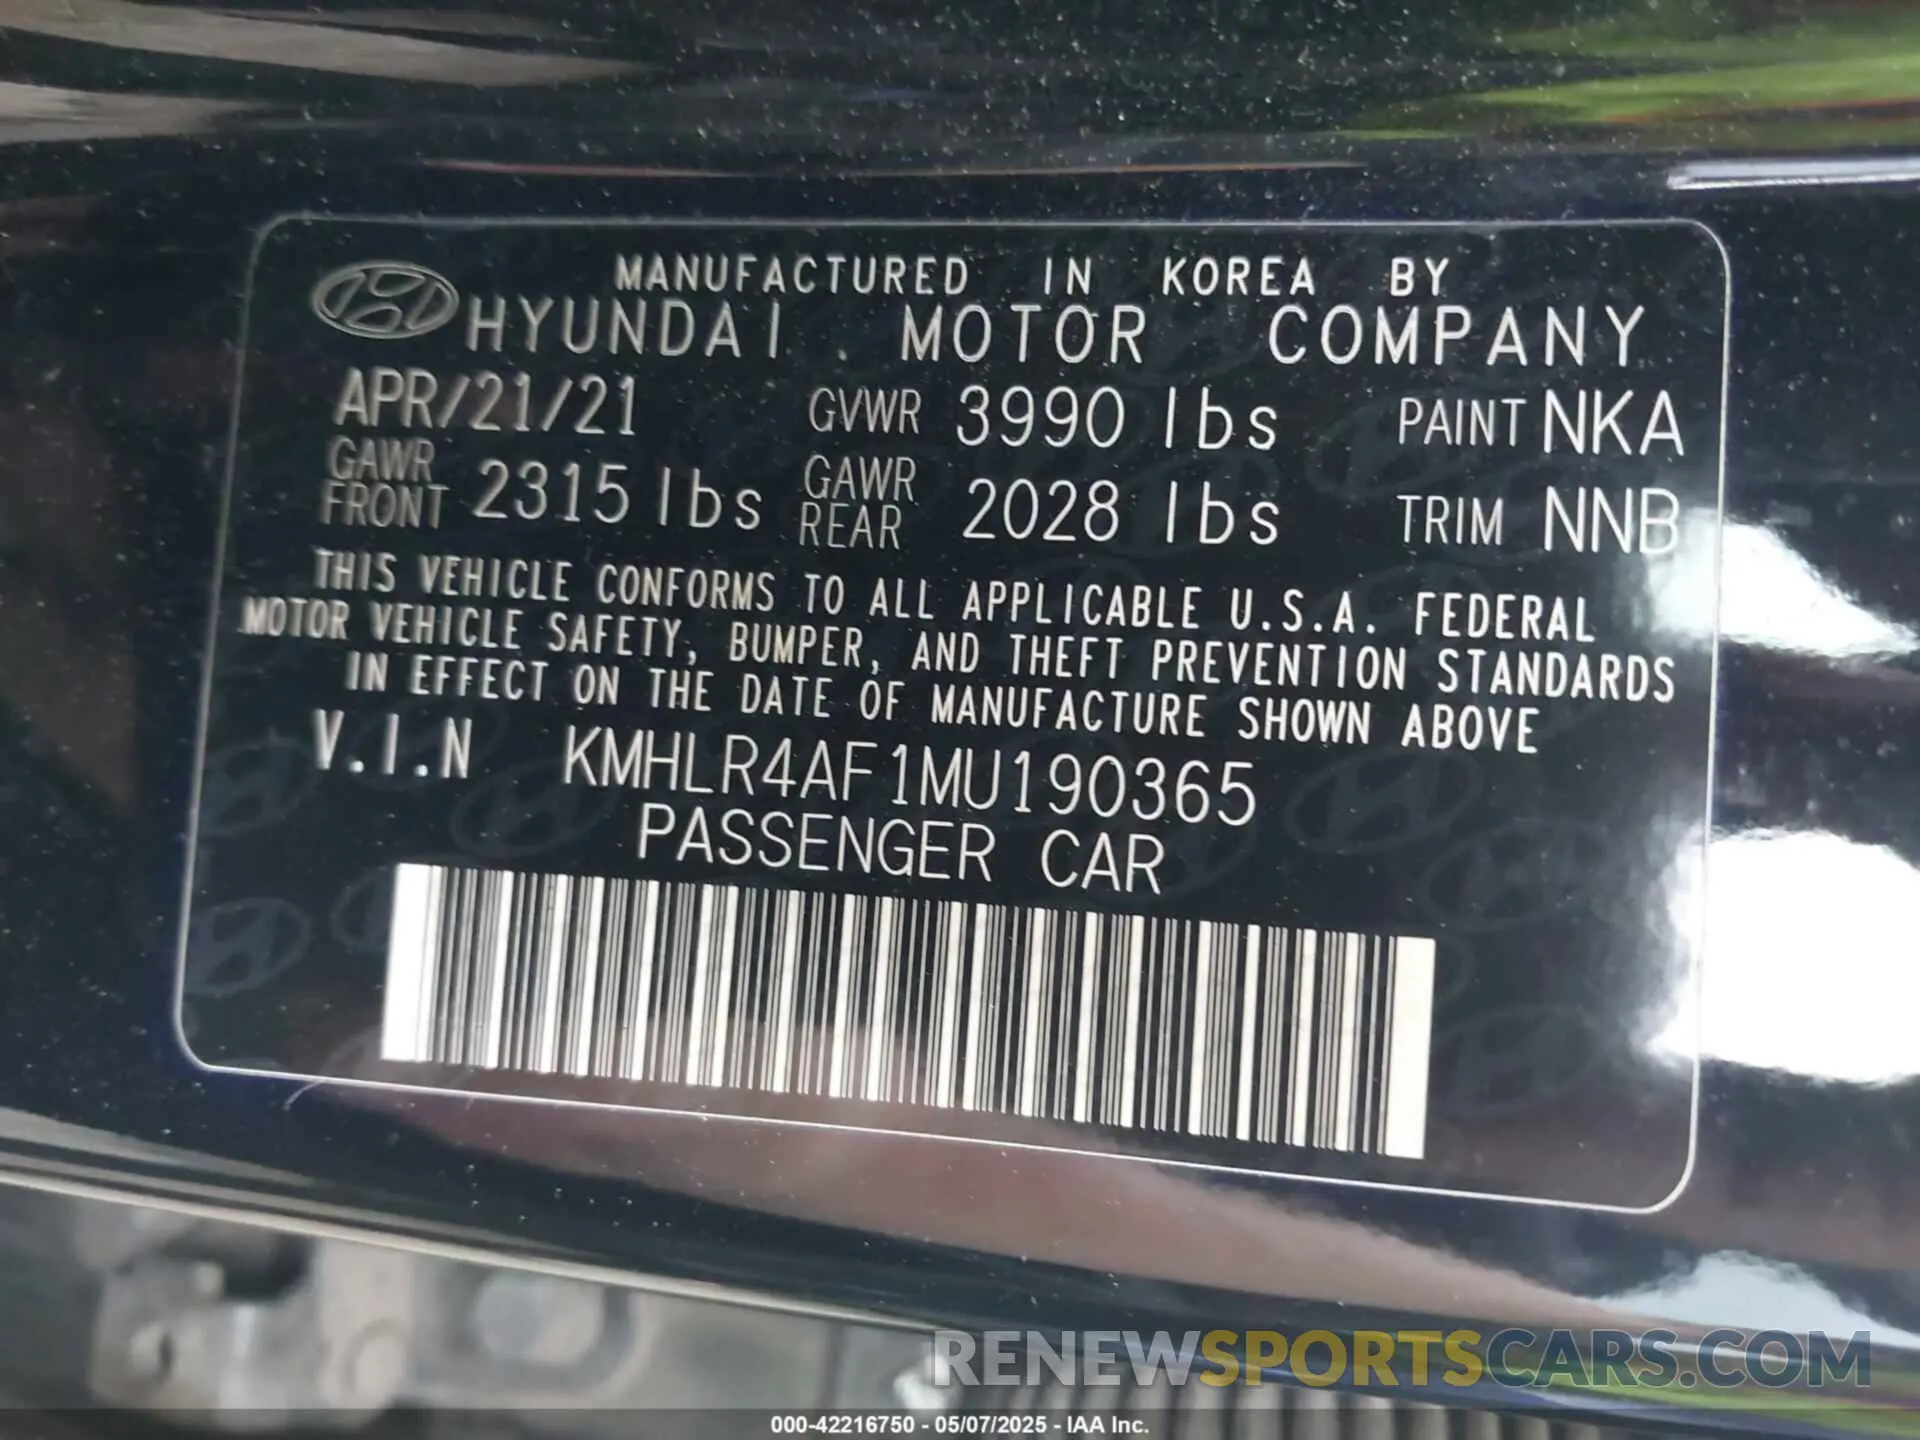 MANUFACTURED IN KOREA BY
HYUNDAI MOTOR COMPANY
APR/21/21 GVWR 3990 lbs PAINT NKA
GAWR FRONT 2315 lbs GAWR REAR 2028 lbs TRIM NNB
THIS VEHICLE CONFORMS TO ALL APPLICABLE U.S.A. FEDERAL
MOTOR VEHICLE SAFETY, BUMPER, AND THEFT PREVENTION STANDARDS
IN EFFECT ON THE DATE OF MANUFACTURE SHOWN ABOVE
V.I.N KMHLR4AF1MU190365
PASSENGER CAR
RENEWSPORTSCARS.COM
000-42216750 - 05/07/2025 - IAA Inc.